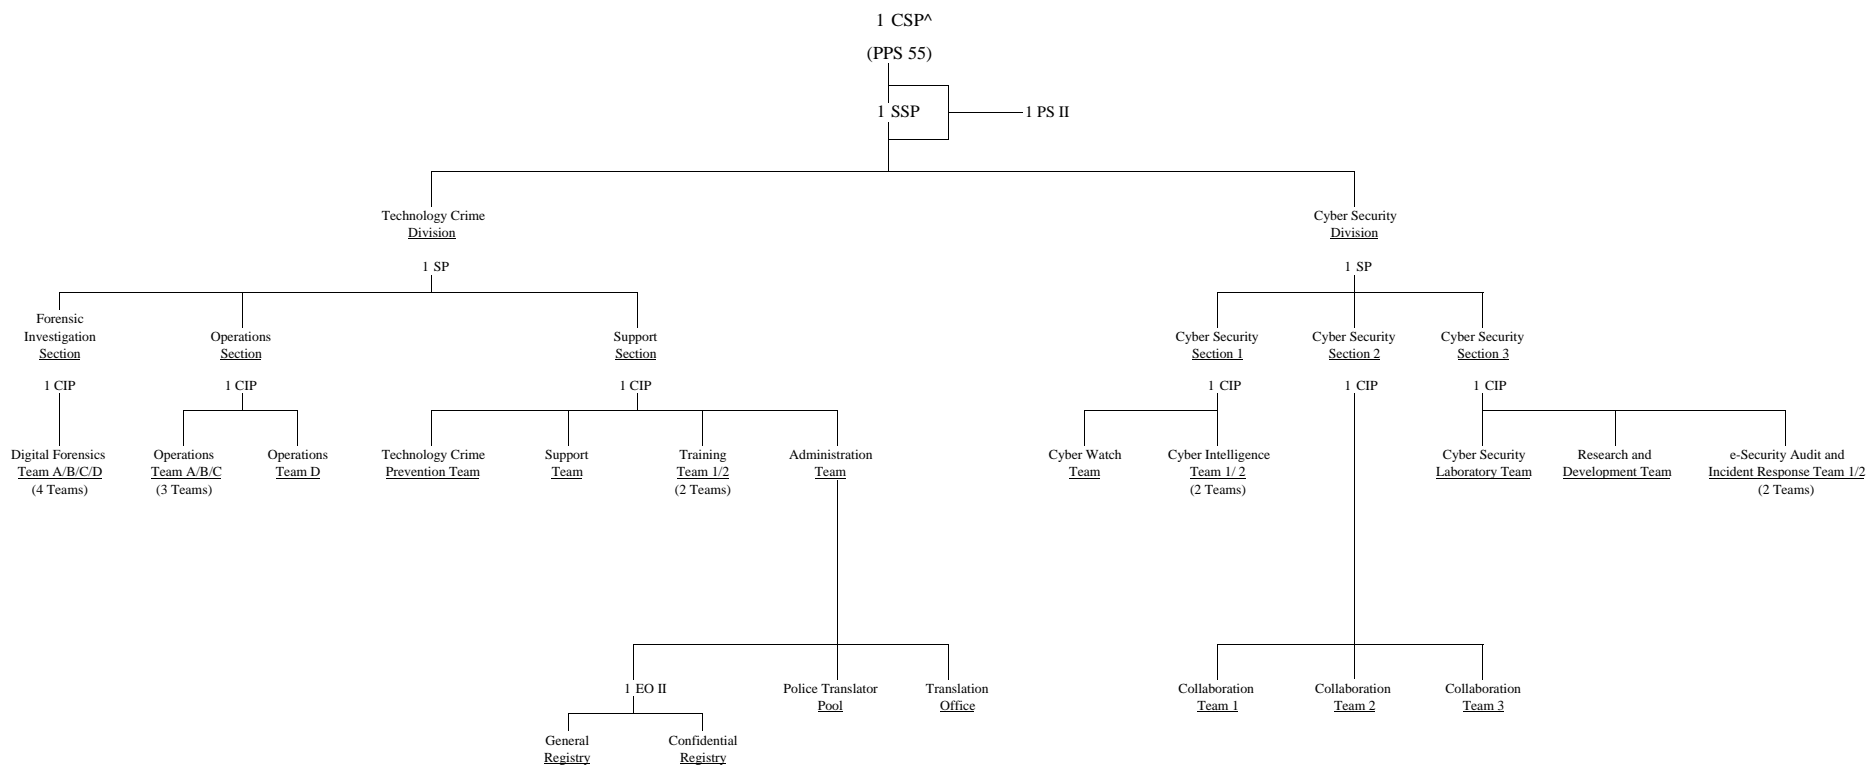 1 CSP^
(PPS 55)
1 SSP
1 PS II
Technology Crime
Division
1 SP
Cyber Security
Division
1 SP
Forensic
Investigation
Section
1 CIP
Operations
Section
1 CIP
Support
Section
1 CIP
Cyber Security
Section 1
1 CIP
Cyber Security
Section 2
1 CIP
Cyber Security
Section 3
1 CIP
Digital Forensics
Team A/B/C/D
(4 Teams)
Operations
Team A/B/C
(3 Teams)
Operations
Team D
Technology Crime
Prevention Team
Support
Team
Training
Team 1/2
(2 Teams)
Administration
Team
Cyber Watch
Team
Cyber Intelligence
Team 1/ 2
(2 Teams)
Cyber Security
Laboratory Team
Research and
Development Team
e-Security Audit and
Incident Response Team 1/2
(2 Teams)
1 EO II
Police Translator
Pool
Translation
Office
Collaboration
Team 1
Collaboration
Team 2
Collaboration
Team 3
General
Registry
Confidential
Registry